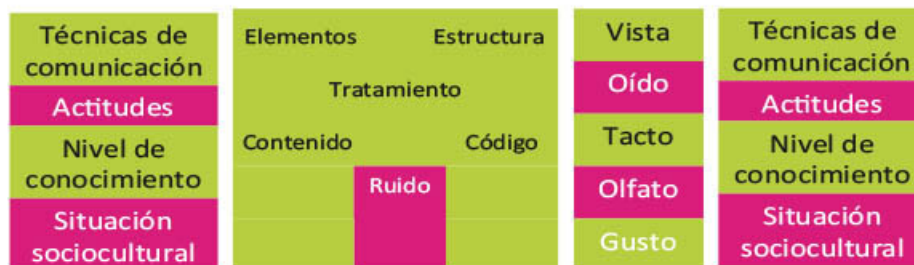 Técnicas de
comunicación
Actitudes
Nivel de
conocimiento
Situación
sociocultural
Elementos Estructura
Tratamiento
Contenido Código
Ruido
Vista
Oído
Tacto
Olfato
Gusto
Técnicas de
comunicación
Actitudes
Nivel de
conocimiento
Situación
sociocultural